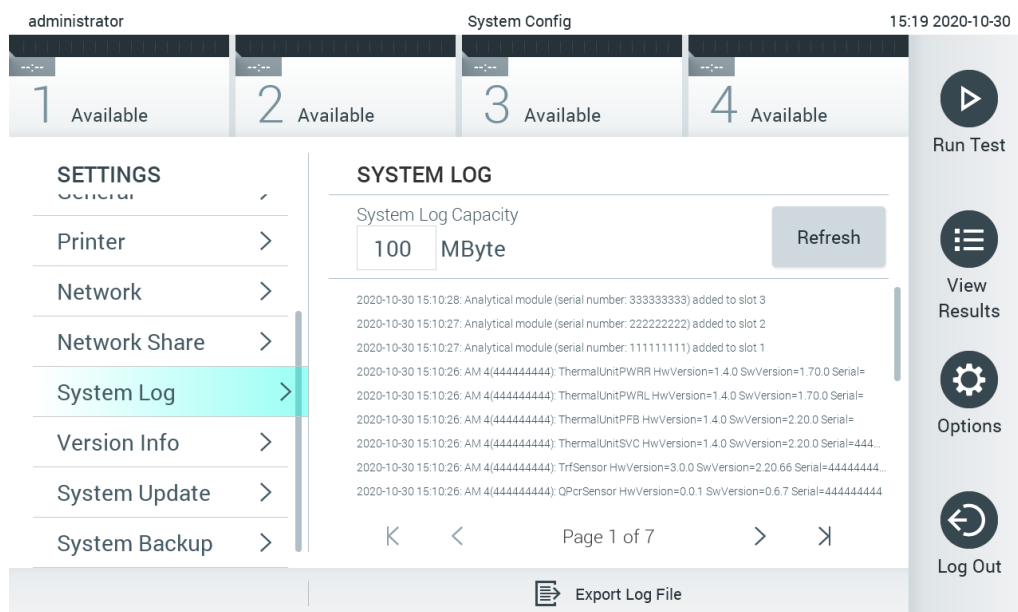 administrator
System Config
15:19 2020-10-30
--:--
1 Available
--:--
2 Available
--:--
3 Available
--:--
4 Available
Run Test
View
Results
Options
Log Out
SETTINGS
General
Printer
Network
Network Share
System Log
Version Info
System Update
System Backup
SYSTEM LOG
System Log Capacity
100 MByte
Refresh
2020-10-30 15:10:28: Analytical module (serial number: 333333333) added to slot 3
2020-10-30 15:10:27: Analytical module (serial number: 222222222) added to slot 2
2020-10-30 15:10:27: Analytical module (serial number: 111111111) added to slot 1
2020-10-30 15:10:26: AM 4(444444444): ThermalUnitPWRR HwVersion=1.4.0 SwVersion=1.70.0 Serial=
2020-10-30 15:10:26: AM 4(444444444): ThermalUnitPWRL HwVersion=1.4.0 SwVersion=1.70.0 Serial=
2020-10-30 15:10:26: AM 4(444444444): ThermalUnitPFB HwVersion=1.4.0 SwVersion=2.20.0 Serial=
2020-10-30 15:10:26: AM 4(444444444): ThermalUnitSVC HwVersion=1.4.0 SwVersion=2.20.0 Serial=444...
2020-10-30 15:10:26: AM 4(444444444): TrfSensor HwVersion=3.0.0 SwVersion=2.20.66 Serial=44444444...
2020-10-30 15:10:26: AM 4(444444444): QPcrSensor HwVersion=0.0.1 SwVersion=0.6.7 Serial=444444444
Page 1 of 7
Export Log File